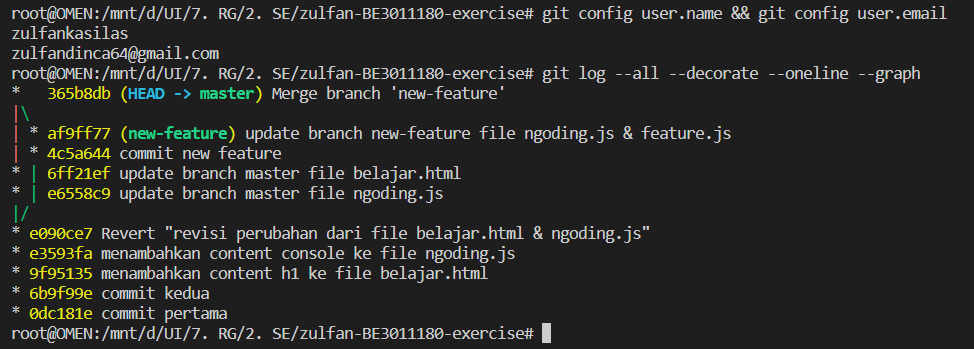 root@OMEN:/mnt/d/UI/7. RG/2. SE/zulfan-BE3011180-exercise# git config user.name && git config user.email
zulfankasilas
zulfandinca64@gmail.com
root@OMEN:/mnt/d/UI/7. RG/2. SE/zulfan-BE3011180-exercise# git log --all --decorate --oneline --graph
*   365b8db (HEAD -> master) Merge branch 'new-feature'
|\
| * af9ff77 (new-feature) update branch new-feature file ngoding.js & feature.js
| * 4c5a644 commit new feature
* | 6ff21ef update branch master file belajar.html
* | e6558c9 update branch master file ngoding.js
|/
* e090ce7 Revert "revisi perubahan dari file belajar.html & ngoding.js"
* e3593fa menambahkan content console ke file ngoding.js
* 9f95135 menambahkan content h1 ke file belajar.html
* 6b9f99e commit kedua
* 0dc181e commit pertama
root@OMEN:/mnt/d/UI/7. RG/2. SE/zulfan-BE3011180-exercise#